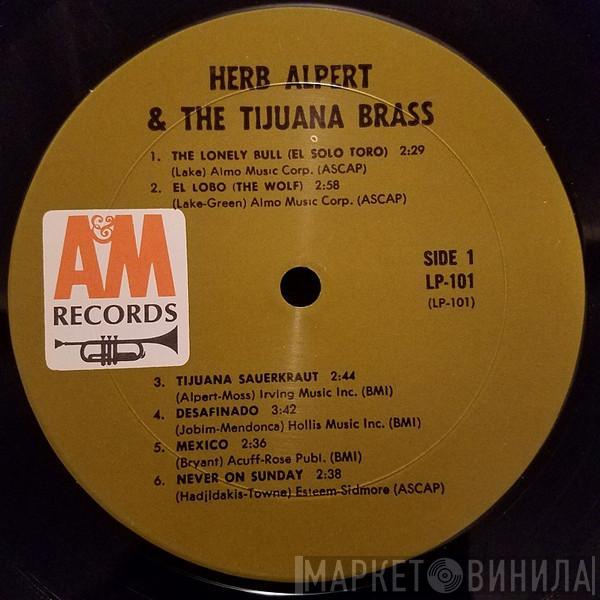 HERB ALPERT
& THE TIJUANA BRASS
1. THE LONELY BULL (EL SOLO TORO) 2:29
(Lake) Almo Music Corp. (ASCAP)
2. EL LOBO (THE WOLF) 2:58
(Lake-Green) Almo Music Corp. (ASCAP)
A&M
RECORDS
SIDE 1
LP-101
(LP-101)
3. TIJUANA SAUERKRAUT 2:44
(Alpert-Moss) Irving Music Inc. (BMI)
4. DESAFINADO 3:42
(Jobim-Mendonca) Hollis Music Inc. (BMI)
5. MEXICO 2:36
(Bryant) Acuff-Rose Publ. (BMI)
6. NEVER ON SUNDAY 2:38
(Hadjidakis-Towne) Esteem-Sidmore (ASCAP)
МАРКЕТ ВИНИЛА